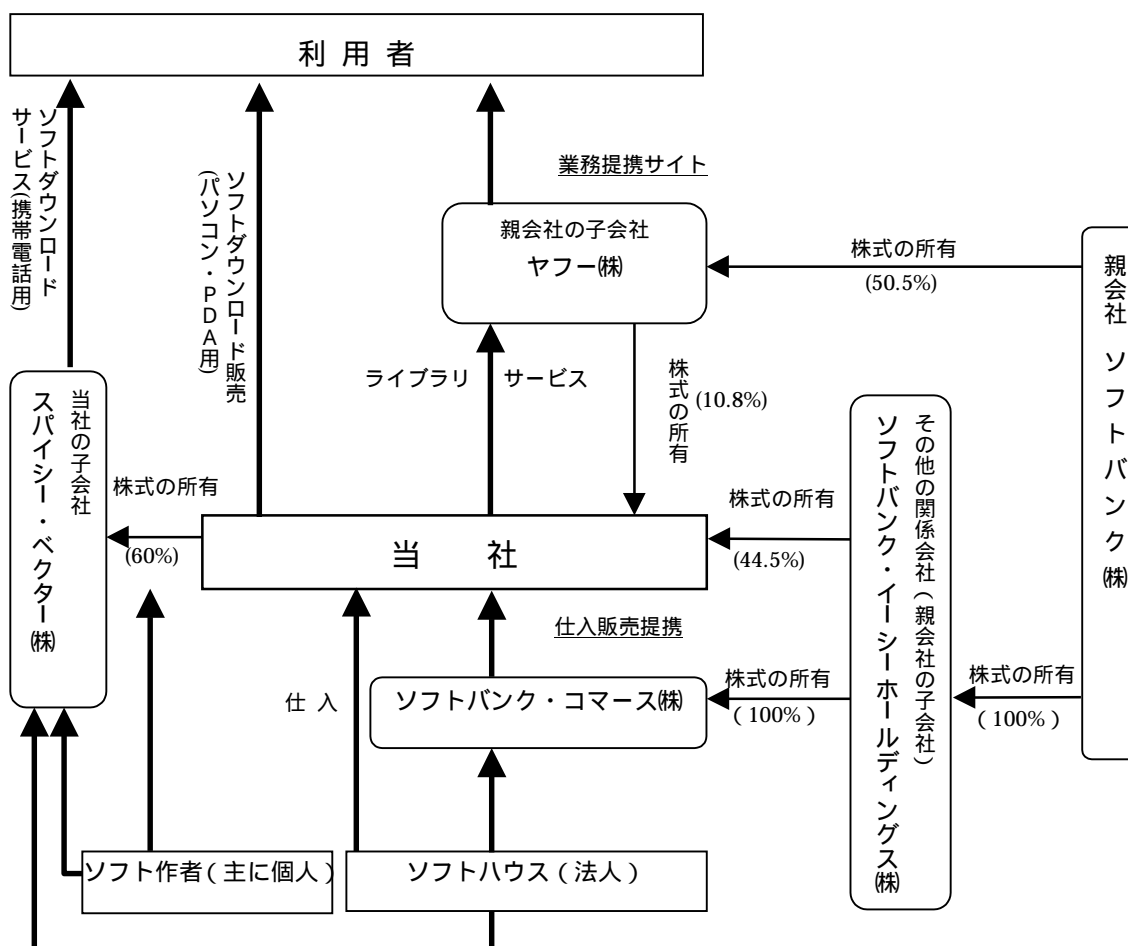 利用者
ソフトダウンロード
サービス(携帯電話用)
ソフトダウンロード販売
(パソコン・PDA用)
業務提携サイト
親会社の子会社
ヤフー㈱
株式の所有
(50.5%)
親会社 ソフトバンク㈱
ライブラリ サービス
株式の所有
(10.8%)
当社の子会社
スパイシー・ベクター㈱
株式の所有
(60%)
当 社
株式の所有
(44.5%)
その他の関係会社(親会社の子会社)
ソフトバンク・イーシーホールディングス㈱
仕入販売提携
仕 入
ソフトバンク・コマース㈱
株式の所有
(100%)
株式の所有
(100%)
ソフト作者(主に個人)
ソフトハウス(法人)